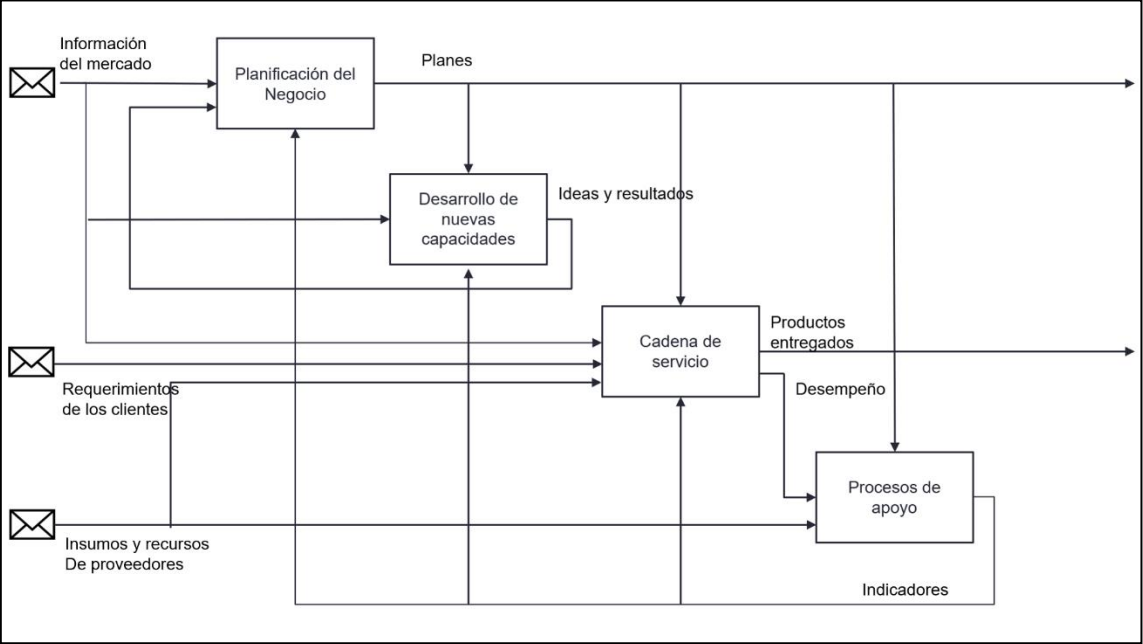 Información
del mercado
Planificación del
Negocio
Planes
Desarrollo de
nuevas
capacidades
Ideas y resultados
Cadena de
servicio
Productos
entregados
Requerimientos
de los clientes
Desempeño
Procesos de
apoyo
Insumos y recursos
De proveedores
Indicadores